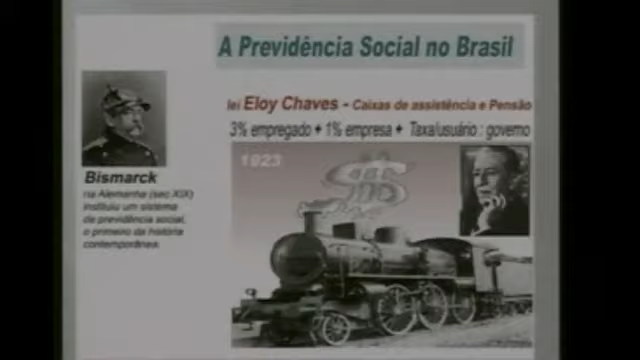 A Previdência Social no Brasil
lei Eloy Chaves - Caixas de assistência e Pensão
3% empregado + 1% empresa + Taxa/usuário : governo
1923
Bismarck
na Alemanha (sec XIX)
instituiu um sistema
de previdência social,
o primeiro da história
contemporânea.